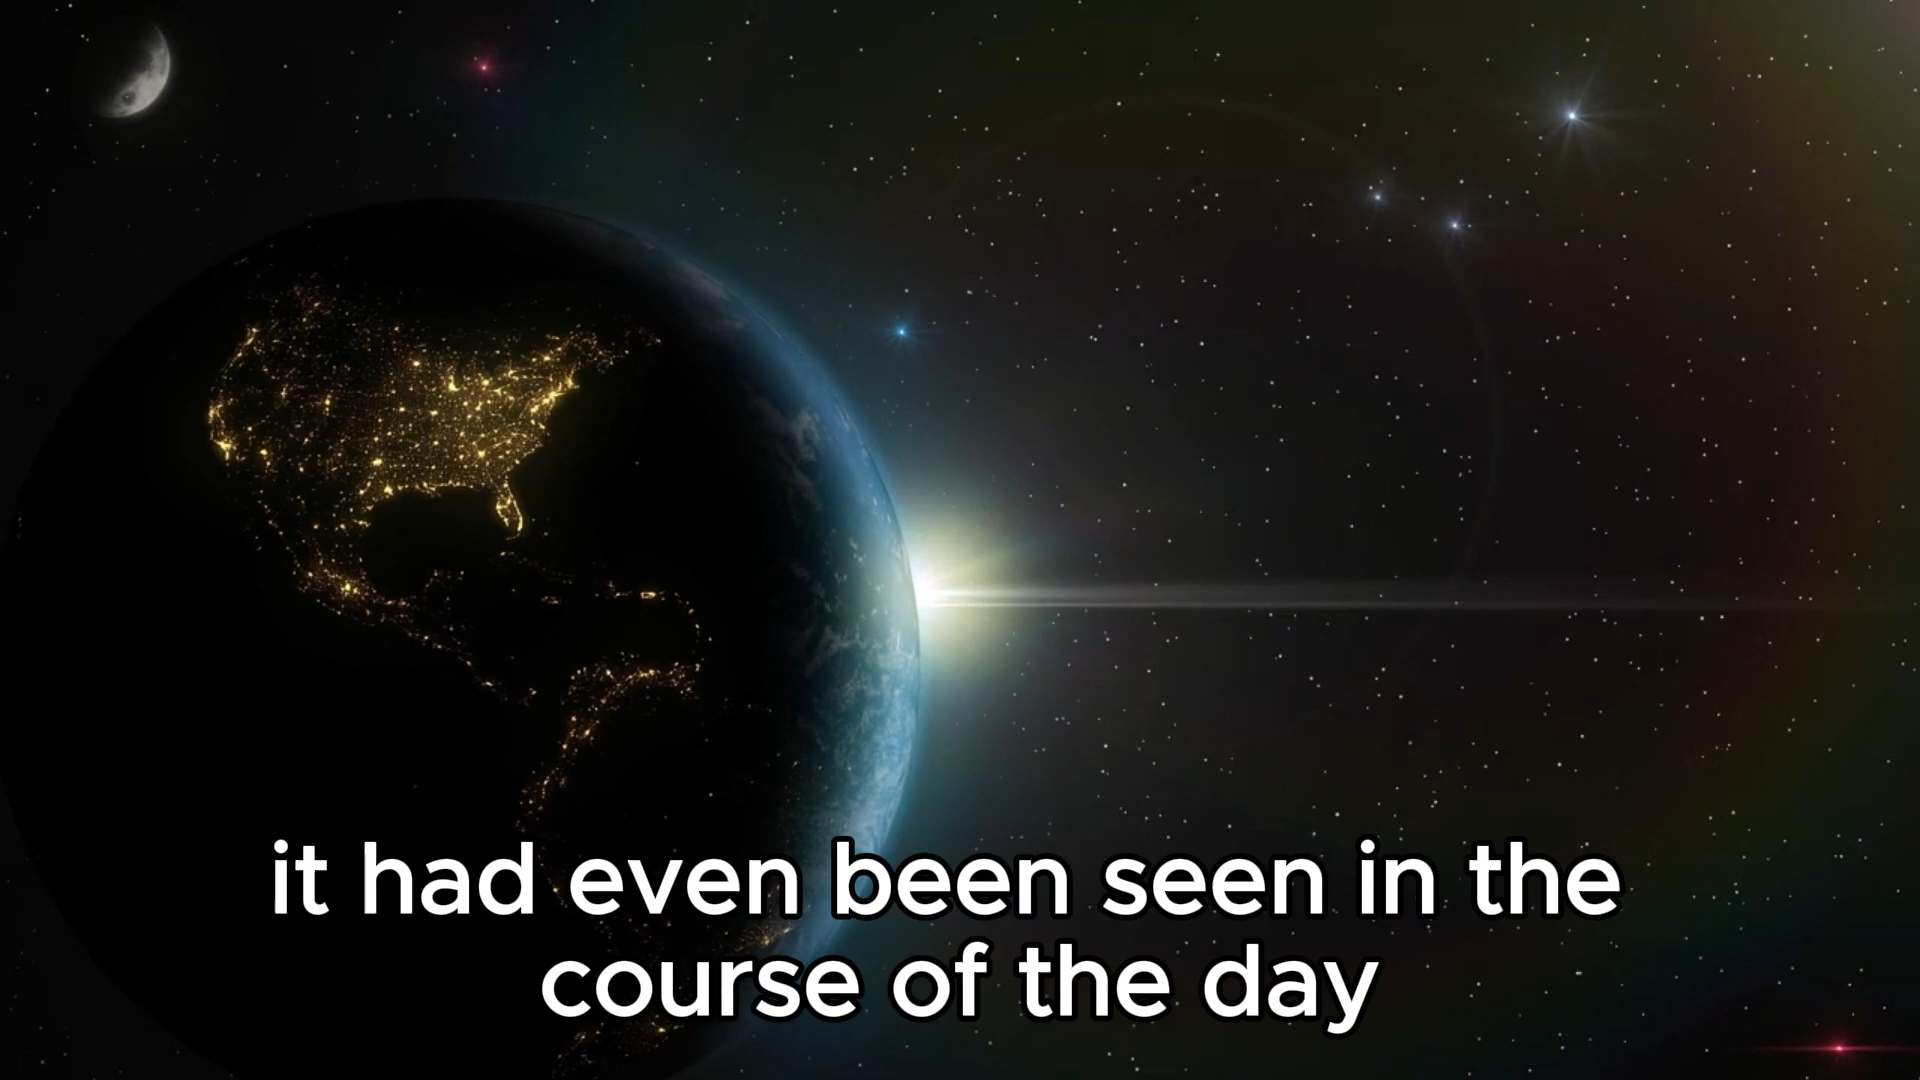 it had even been seen in the
course of the day